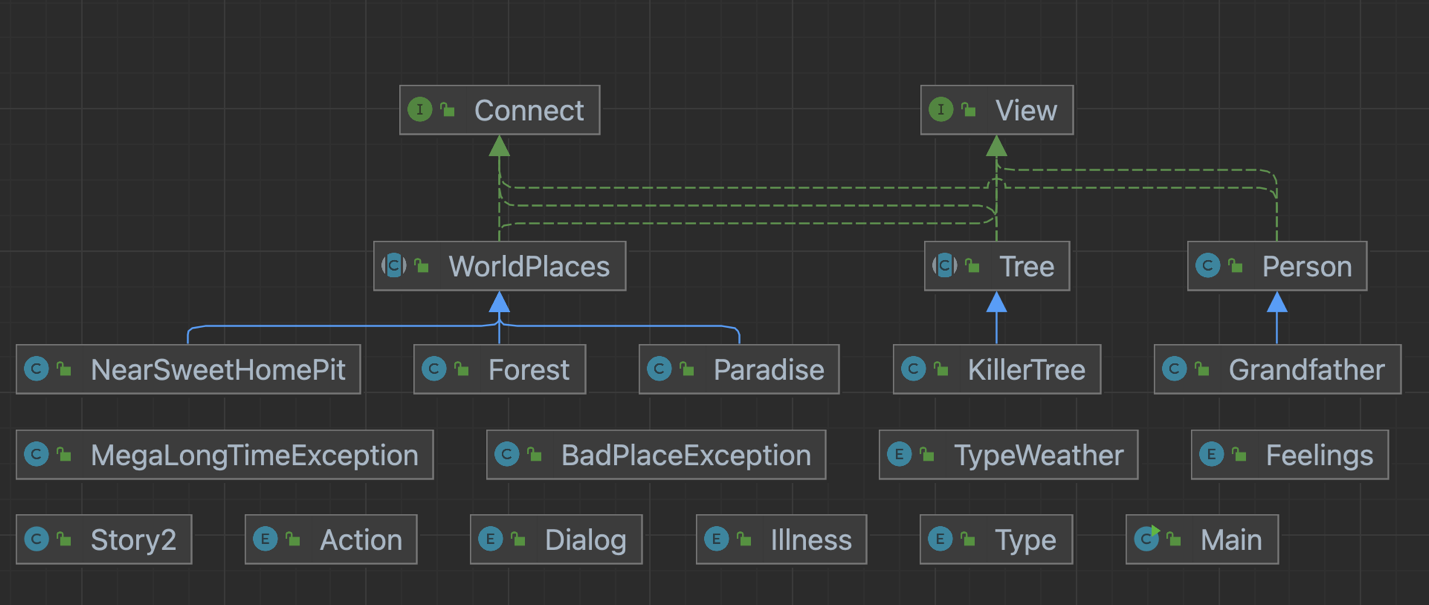 I Connect
I View
C WorldPlaces
C Tree
C Person
C NearSweetHomePit
C Forest
C Paradise
C KillerTree
C Grandfather
C MegaLongTimeException
C BadPlaceException
E TypeWeather
E Feelings
C Story2
E Action
E Dialog
E Illness
E Type
C Main